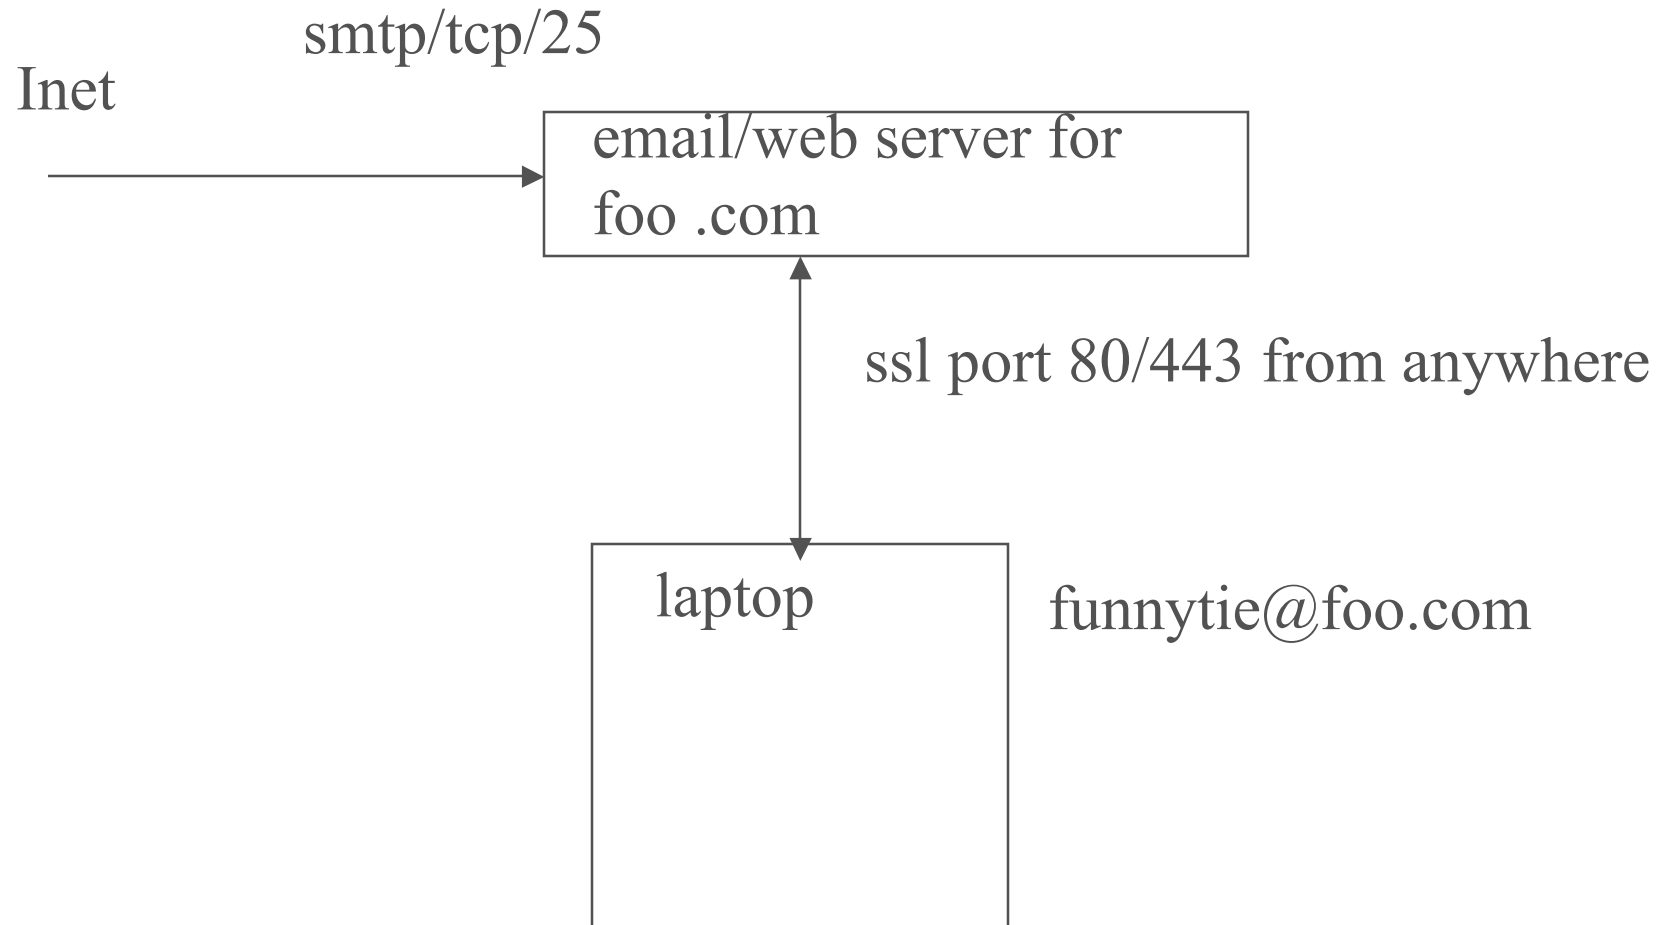 smtp/tcp/25
Inet
email/web server for
foo .com
ssl port 80/443 from anywhere
laptop
funnytie@foo.com